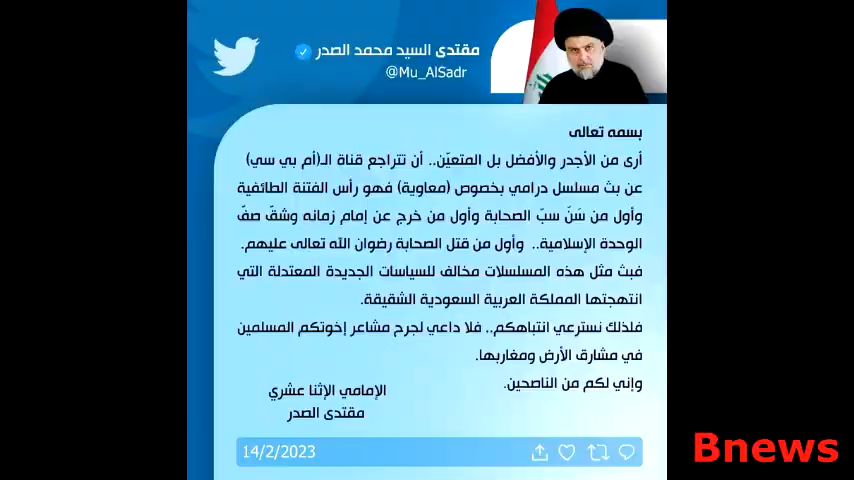 مقتدى السيد محمد الصدر
@Mu_AlSadr
بسمه تعالى
أرى من الأجدر والأفضل بل المتعيّن.. أن تتراجع قناة الـ(أم بي سي)
عن بث مسلسل درامي بخصوص (معاوية) فهو رأس الفتنة الطائفية
وأول من سَنّ سبّ الصحابة وأول من خرج عن إمام زمانه وشقّ صفّ
الوحدة الإسلامية.. وأول من قتل الصحابة رضوان الله تعالى عليهم.
فبث مثل هذه المسلسلات مخالف للسياسات الجديدة المعتدلة التي
انتهجتها المملكة العربية السعودية الشقيقة.
فلذلك نسترعي انتباهكم.. فلا داعي لجرح مشاعر إخوتكم المسلمين
في مشارق الأرض ومغاربها.
وإني لكم من الناصحين.
الإمامي الإثنا عشري
مقتدى الصدر
14/2/2023
Bnews